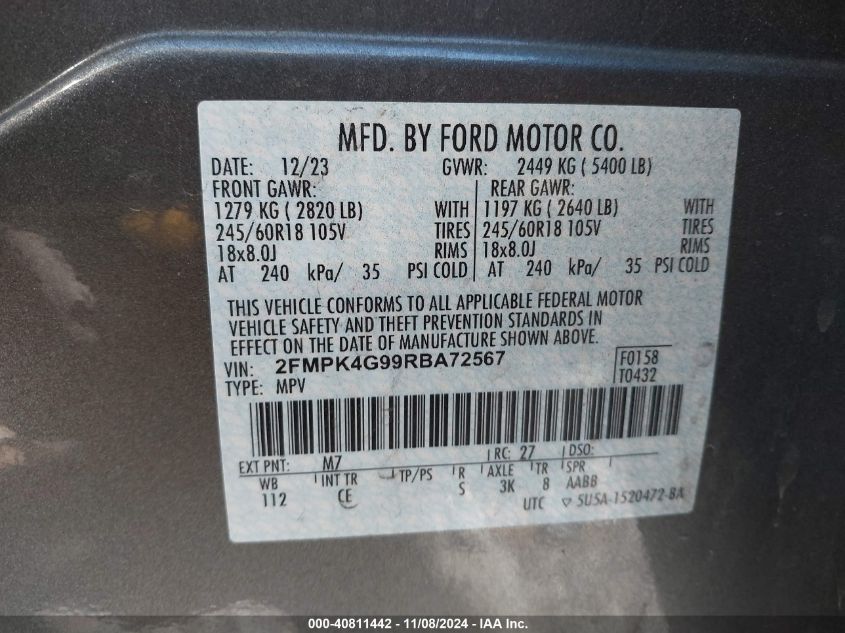 MFD. BY FORD MOTOR CO.
DATE: 12/23 GVWR: 2449 KG ( 5400 LB)
FRONT GAWR: REAR GAWR:
1279 KG ( 2820 LB) WITH 1197 KG ( 2640 LB) WITH
245/60R18 105V TIRES 245/60R18 105V TIRES
18x8.0J RIMS 18x8.0J RIMS
AT 240 kPa/ 35 PSI COLD AT 240 kPa/ 35 PSI COLD
THIS VEHICLE CONFORMS TO ALL APPLICABLE FEDERAL MOTOR
VEHICLE SAFETY AND THEFT PREVENTION STANDARDS IN
EFFECT ON THE DATE OF MANUFACTURE SHOWN ABOVE.
VIN: 2FMPK4G99RBA72567 F0158
TYPE: MPV T0432
EXT PNT: M7 RC: 27 DSO:
WB INT TR TP/PS R AXLE TR SPR
112 CE S 3K 8 AABB
UTC ▽ 5U5A-1520472-BA
000-40811442 - 11/08/2024 - IAA Inc.